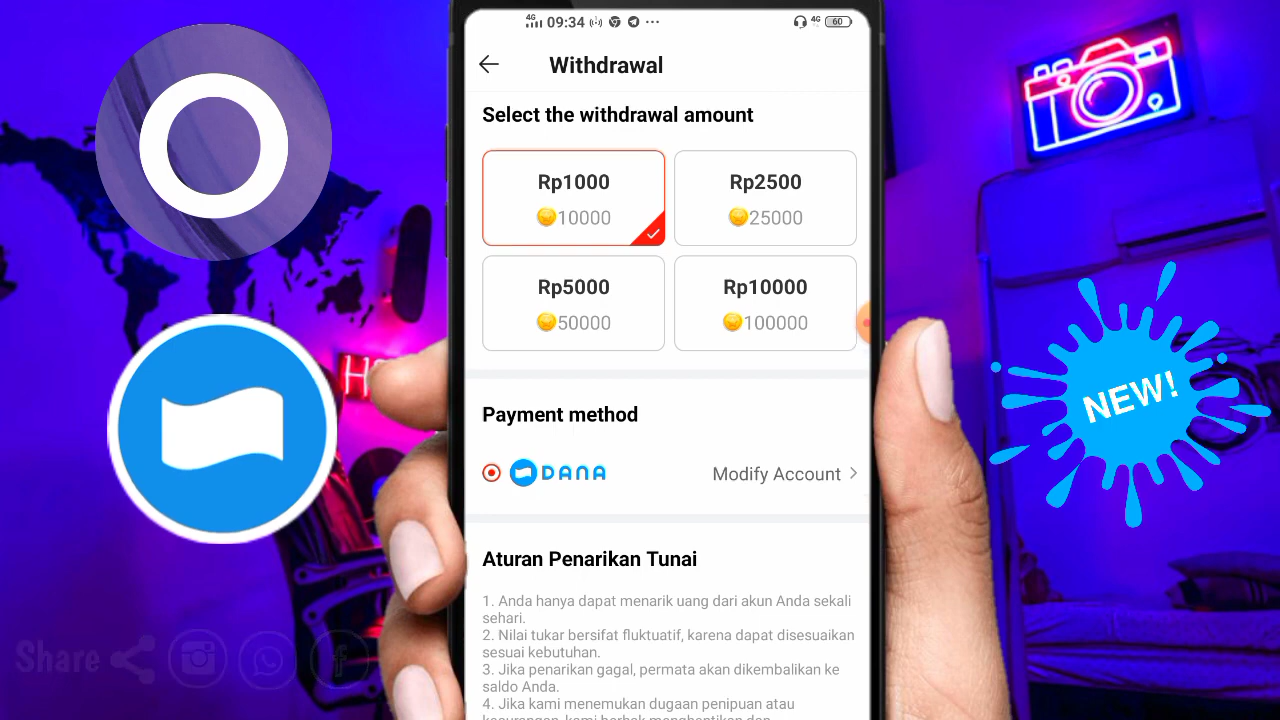 4G 09:34 4G 60
Withdrawal
Select the withdrawal amount
Rp1000
10000
Rp2500
25000
Rp5000
50000
Rp10000
100000
Payment method
DANA Modify Account
Aturan Penarikan Tunai
1. Anda hanya dapat menarik uang dari akun Anda sekali
sehari.
2. Nilai tukar bersifat fluktuatif, karena dapat disesuaikan
sesuai kebutuhan.
3. Jika penarikan gagal, permata akan dikembalikan ke
saldo Anda.
4. Jika kami menemukan dugaan penipuan atau
NEW!
Share